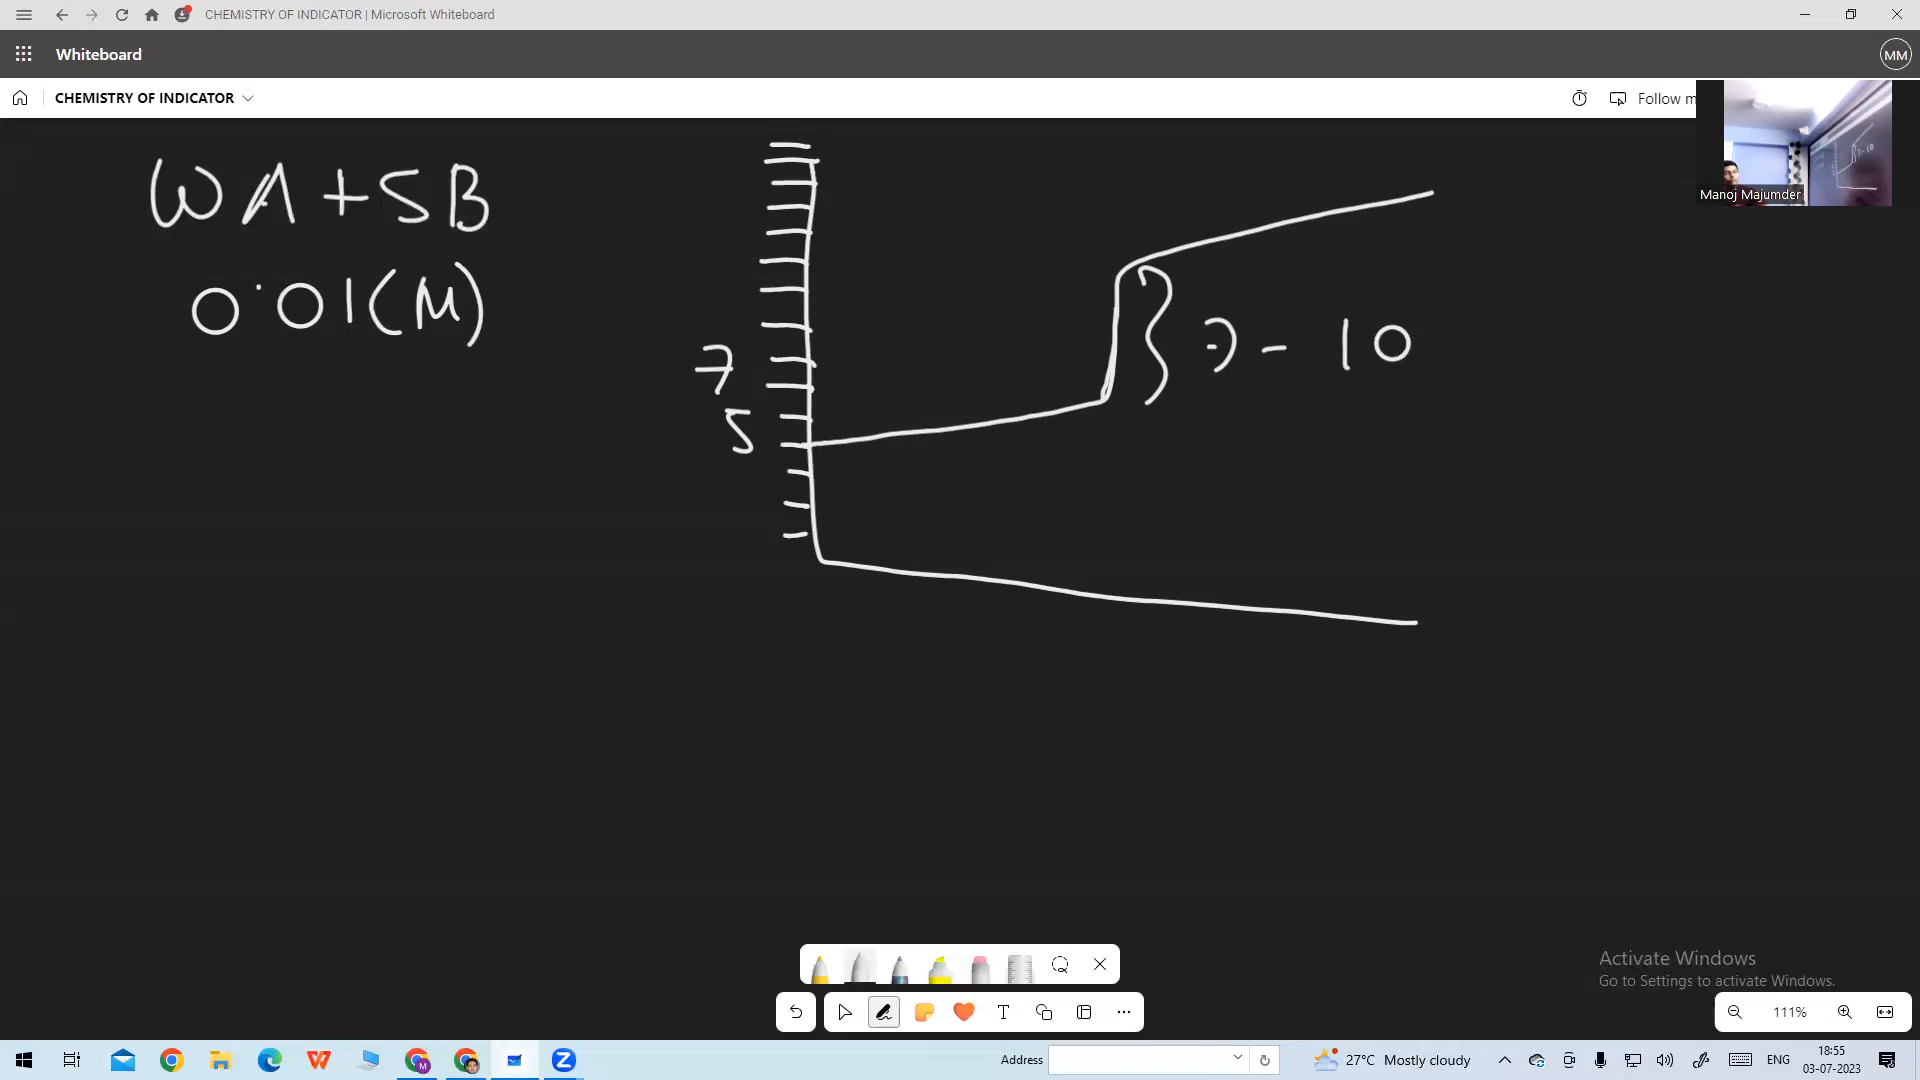 CHEMISTRY OF INDICATOR | Microsoft Whiteboard
Whiteboard
MM
CHEMISTRY OF INDICATOR
Follow m
Manoj Majumder
WA + SB
0.01 (M)
7
5
- 10
Activate Windows
Go to Settings to activate Windows.
111%
Address
27°C Mostly cloudy
ENG
18:55
03-07-2023